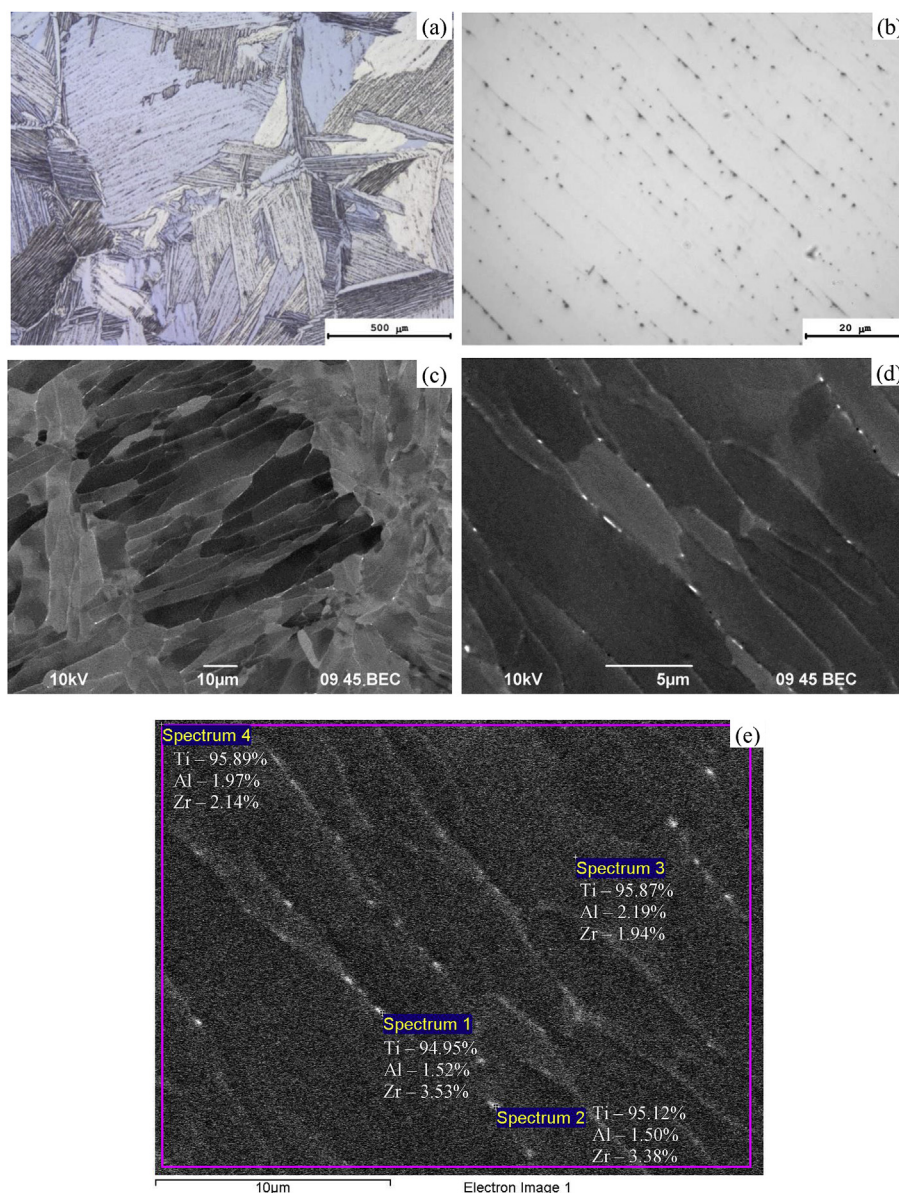 (a)
500 μm
(b)
20 μm
(c)
10kV
10μm
09 45 BEC
(d)
10kV
5μm
09 45 BEC
(e)
Spectrum 4
Ti – 95.89%
Al – 1.97%
Zr – 2.14%
Spectrum 3
Ti – 95.87%
Al – 2.19%
Zr – 1.94%
Spectrum 1
Ti – 94.95%
Al – 1.52%
Zr – 3.53%
Spectrum 2
Ti – 95.12%
Al – 1.50%
Zr – 3.38%
10μm
Electron Image 1